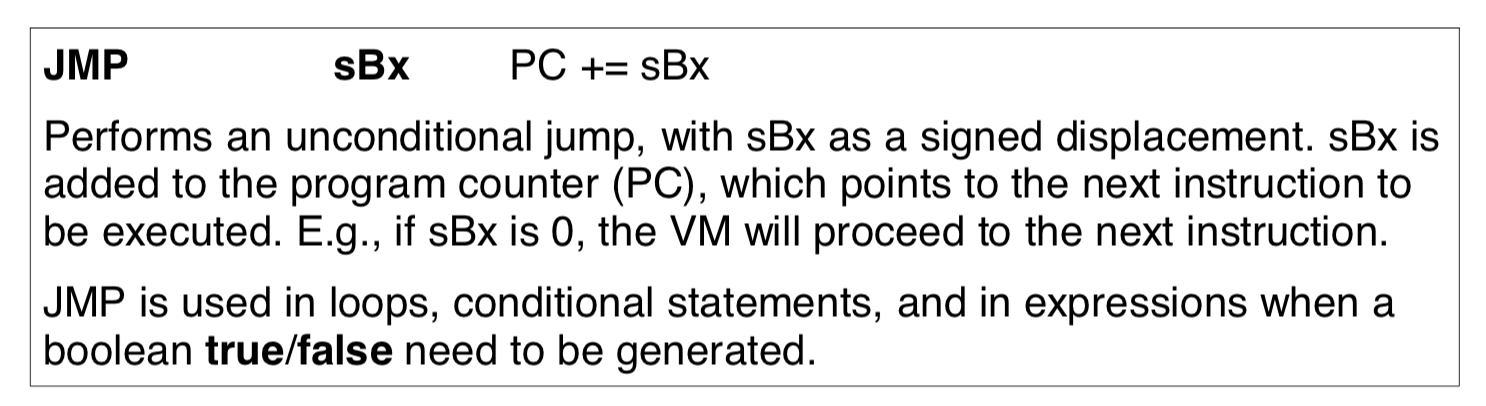 JMP sBx PC += sBx
Performs an unconditional jump, with sBx as a signed displacement. sBx is
added to the program counter (PC), which points to the next instruction to
be executed. E.g., if sBx is 0, the VM will proceed to the next instruction.
JMP is used in loops, conditional statements, and in expressions when a
boolean true/false need to be generated.